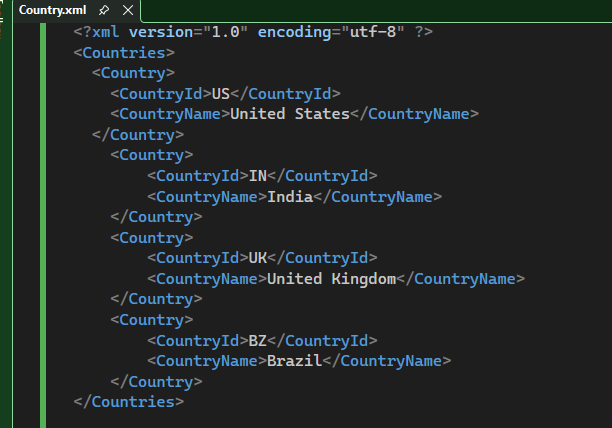 Country.xml
<?xml version="1.0" encoding="utf-8" ?>
<Countries>
<Country>
<CountryId>US</CountryId>
<CountryName>United States</CountryName>
</Country>
<Country>
<CountryId>IN</CountryId>
<CountryName>India</CountryName>
</Country>
<Country>
<CountryId>UK</CountryId>
<CountryName>United Kingdom</CountryName>
</Country>
<Country>
<CountryId>BZ</CountryId>
<CountryName>Brazil</CountryName>
</Country>
</Countries>